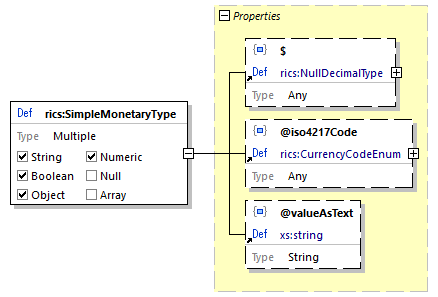 Properties
{} $
Def rics:NullDecimalType
Type Any
Def rics:SimpleMonetaryType
Type Multiple
String Numeric
Boolean Null
Object Array
{} @iso4217Code
Def rics:CurrencyCodeEnum
Type Any
{} @valueAsText
Def xs:string
Type String